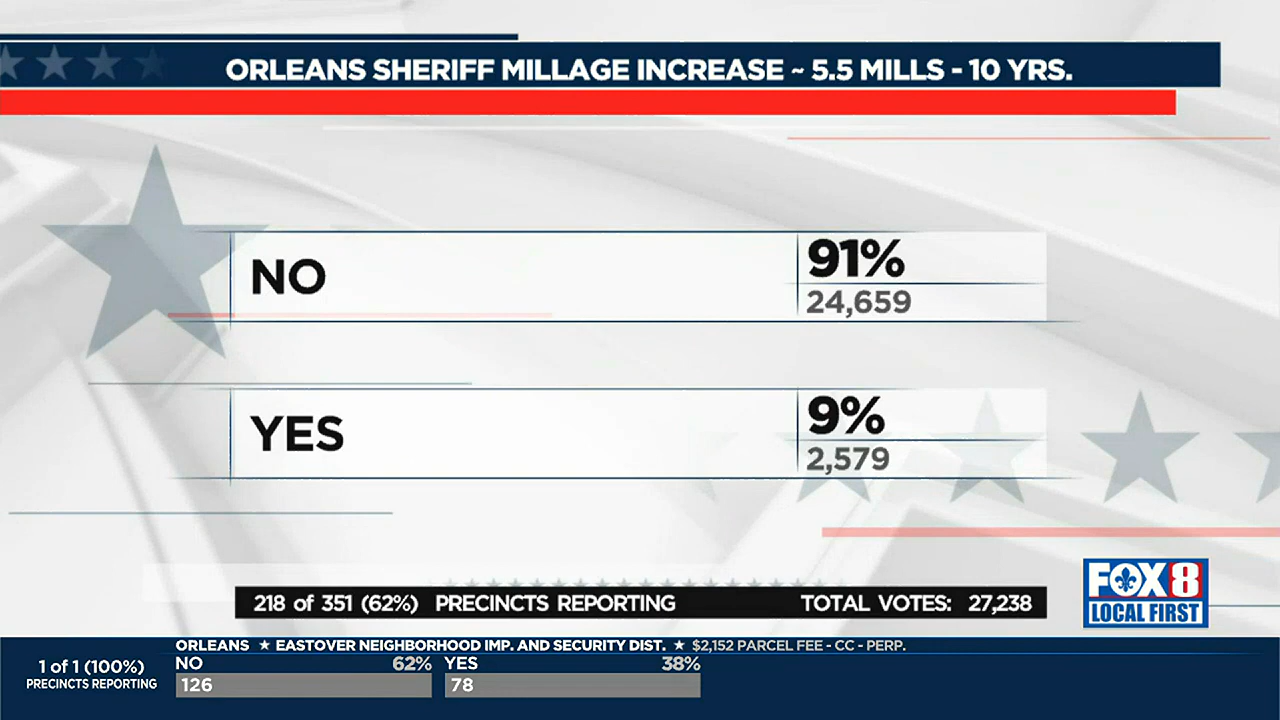 ORLEANS SHERIFF MILLAGE INCREASE ~ 5.5 MILLS - 10 YRS.
NO
91%
24,659
YES
9%
2,579
218 of 351 (62%) PRECINCTS REPORTING TOTAL VOTES: 27,238
FOX 8
LOCAL FIRST
ORLEANS ★ EASTOVER NEIGHBORHOOD IMP. AND SECURITY DIST. ★ $2,152 PARCEL FEE - CC - PERP.
1 of 1 (100%)
PRECINCTS REPORTING
NO 62% YES 38%
126 78